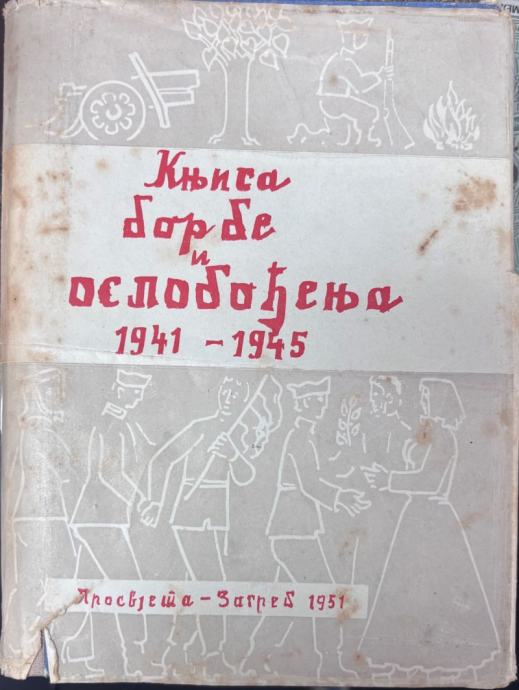 Књига
борбе
и
ослобођења
1941 – 1945
Просвјета – Загреб 1951